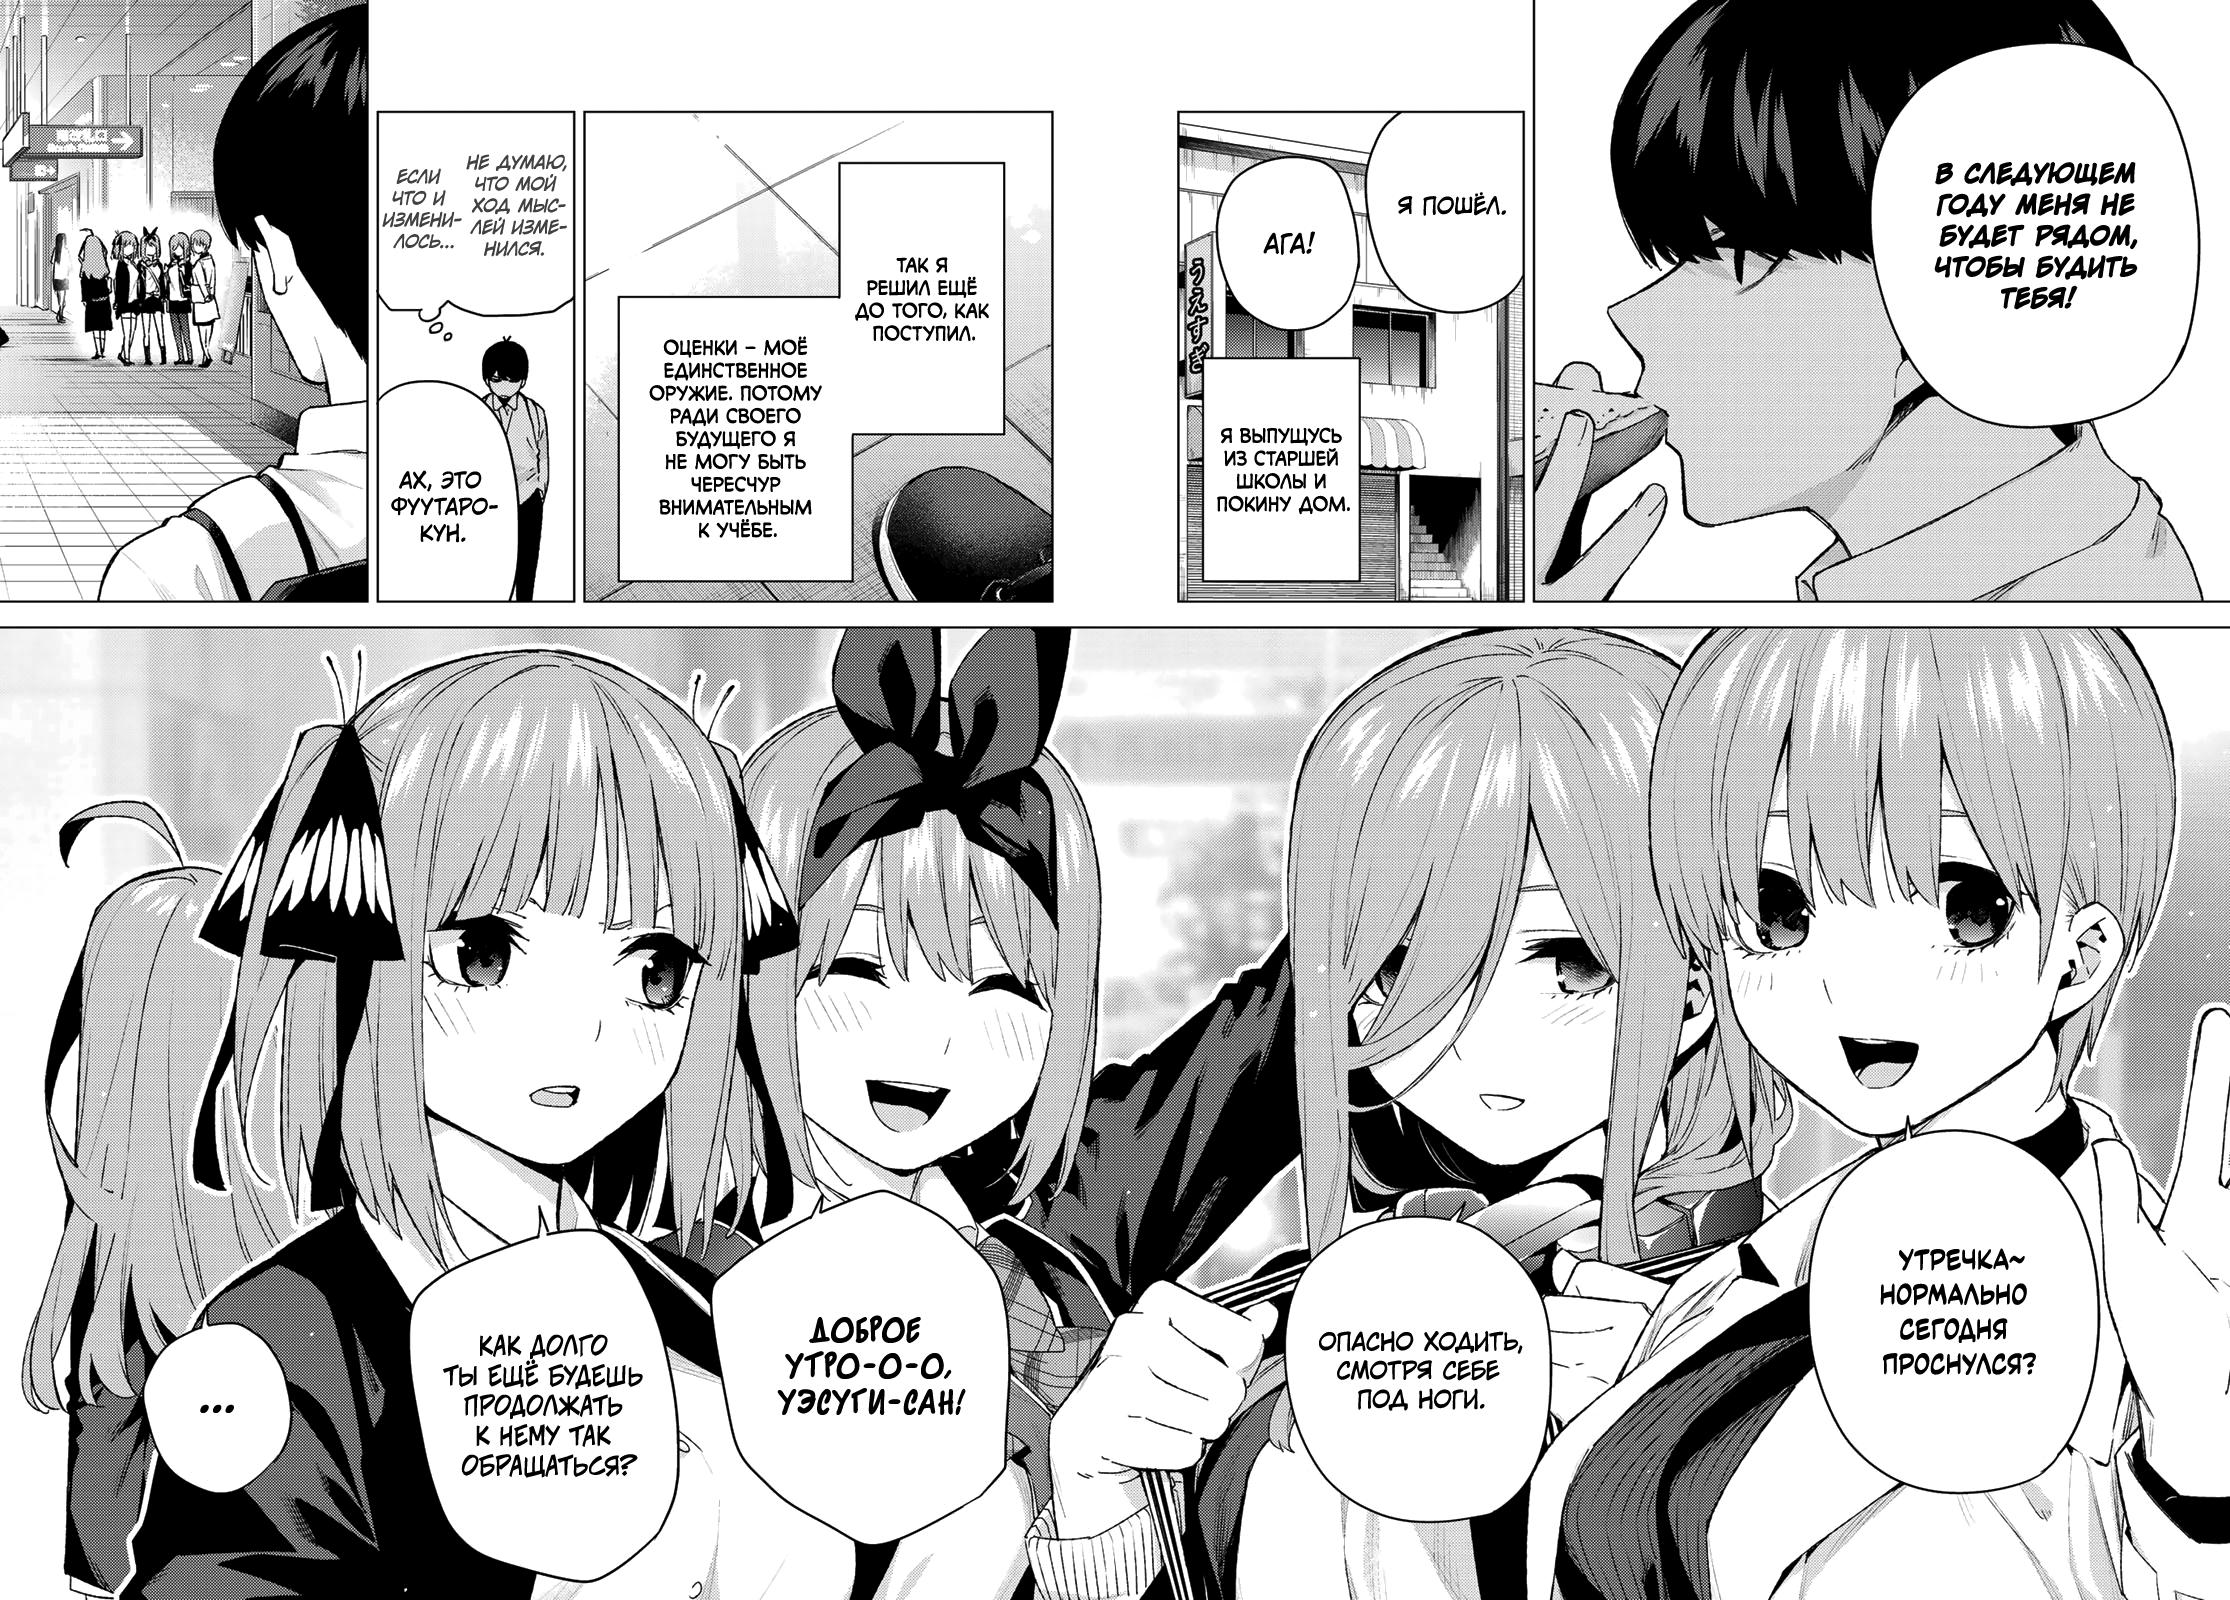 В СЛЕДУЮЩЕМ
ГОДУ МЕНЯ НЕ
БУДЕТ РЯДОМ,
ЧТОБЫ БУДИТЬ
ТЕБЯ!
Я ПОШЁЛ.
АГА!
うえすぎ
Я ВЫПУЩУСЬ
ИЗ СТАРШЕЙ
ШКОЛЫ И
ПОКИНУ ДОМ.
ТАК Я
РЕШИЛ ЕЩЁ
ДО ТОГО, КАК
ПОСТУПИЛ.
ОЦЕНКИ – МОЁ
ЕДИНСТВЕННОЕ
ОРУЖИЕ. ПОТОМУ
РАДИ СВОЕГО
БУДУЩЕГО Я
НЕ МОГУ БЫТЬ
ЧЕРЕСЧУР
ВНИМАТЕЛЬНЫМ
К УЧЁБЕ.
НЕ ДУМАЮ,
ЧТО МОЙ
ХОД МЫС-
ЛЕЙ ИЗМЕ-
НИЛСЯ.
ЕСЛИ
ЧТО И
ИЗМЕНИ-
ЛОСЬ...
АХ, ЭТО
ФУУТАРО-
КУН.
УТРЕЧКА~
НОРМАЛЬНО
СЕГОДНЯ
ПРОСНУЛСЯ?
ОПАСНО ХОДИТЬ,
СМОТРЯ СЕБЕ
ПОД НОГИ.
ДОБРОЕ
УТРО-О-О,
УЭСУГИ-САН!
КАК ДОЛГО
ТЫ ЕЩЁ БУДЕШЬ
ПРОДОЛЖАТЬ
К НЕМУ ТАК
ОБРАЩАТЬСЯ?
...